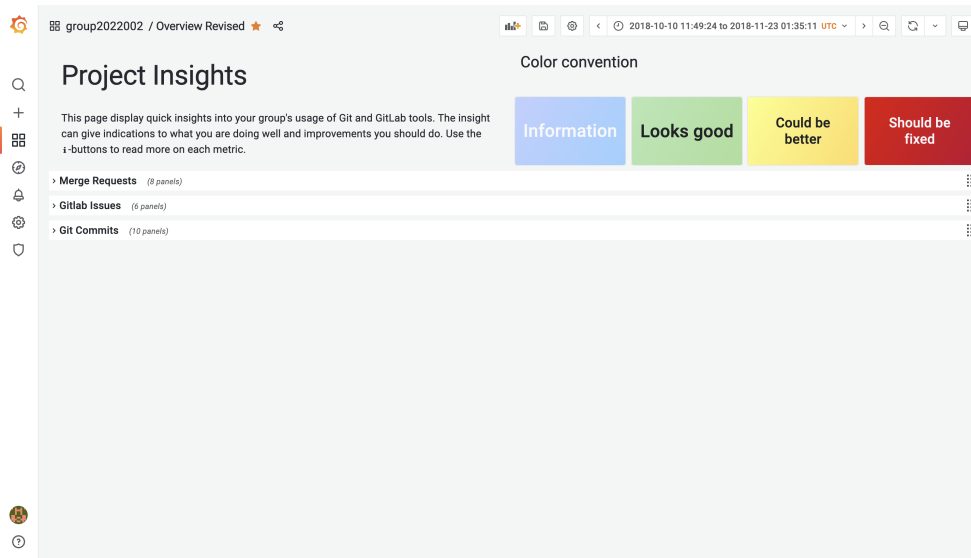 group2022002 / Overview Revised
2018-10-10 11:49:24 to 2018-11-23 01:35:11 UTC
Project Insights
This page display quick insights into your group's usage of Git and GitLab tools. The insight
can give indications to what you are doing well and improvements you should do. Use the
i -buttons to read more on each metric.
Color convention
Information
Looks good
Could be
better
Should be
fixed
Merge Requests (8 panels)
Gitlab Issues (6 panels)
Git Commits (10 panels)